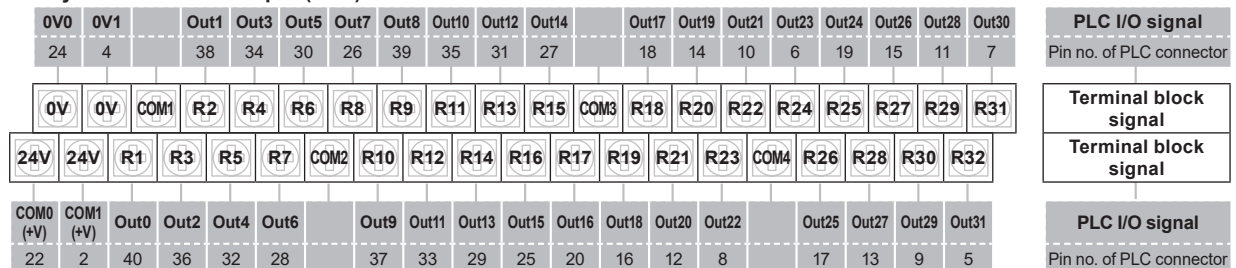 0V0 0V1 Out1 Out3 Out5 Out7 Out8 Out10 Out12 Out14 Out17 Out19 Out21 Out23 Out24 Out26 Out28 Out30 PLC I/O signal
24 4 38 34 30 26 39 35 31 27 18 14 10 6 19 15 11 7 Pin no. of PLC connector
0V 0V COM1 R2 R4 R6 R8 R9 R11 R13 R15 COM3 R18 R20 R22 R24 R25 R27 R29 R31 Terminal block signal
24V 24V R1 R3 R5 R7 COM2 R10 R12 R14 R16 R17 R19 R21 R23 COM4 R26 R28 R30 R32 Terminal block signal
COM0 (+V) COM1 (+V) Out0 Out2 Out4 Out6 Out9 Out11 Out13 Out15 Out16 Out18 Out20 Out22 Out25 Out27 Out29 Out31 PLC I/O signal
22 2 40 36 32 28 37 33 29 25 20 16 12 8 17 13 9 5 Pin no. of PLC connector